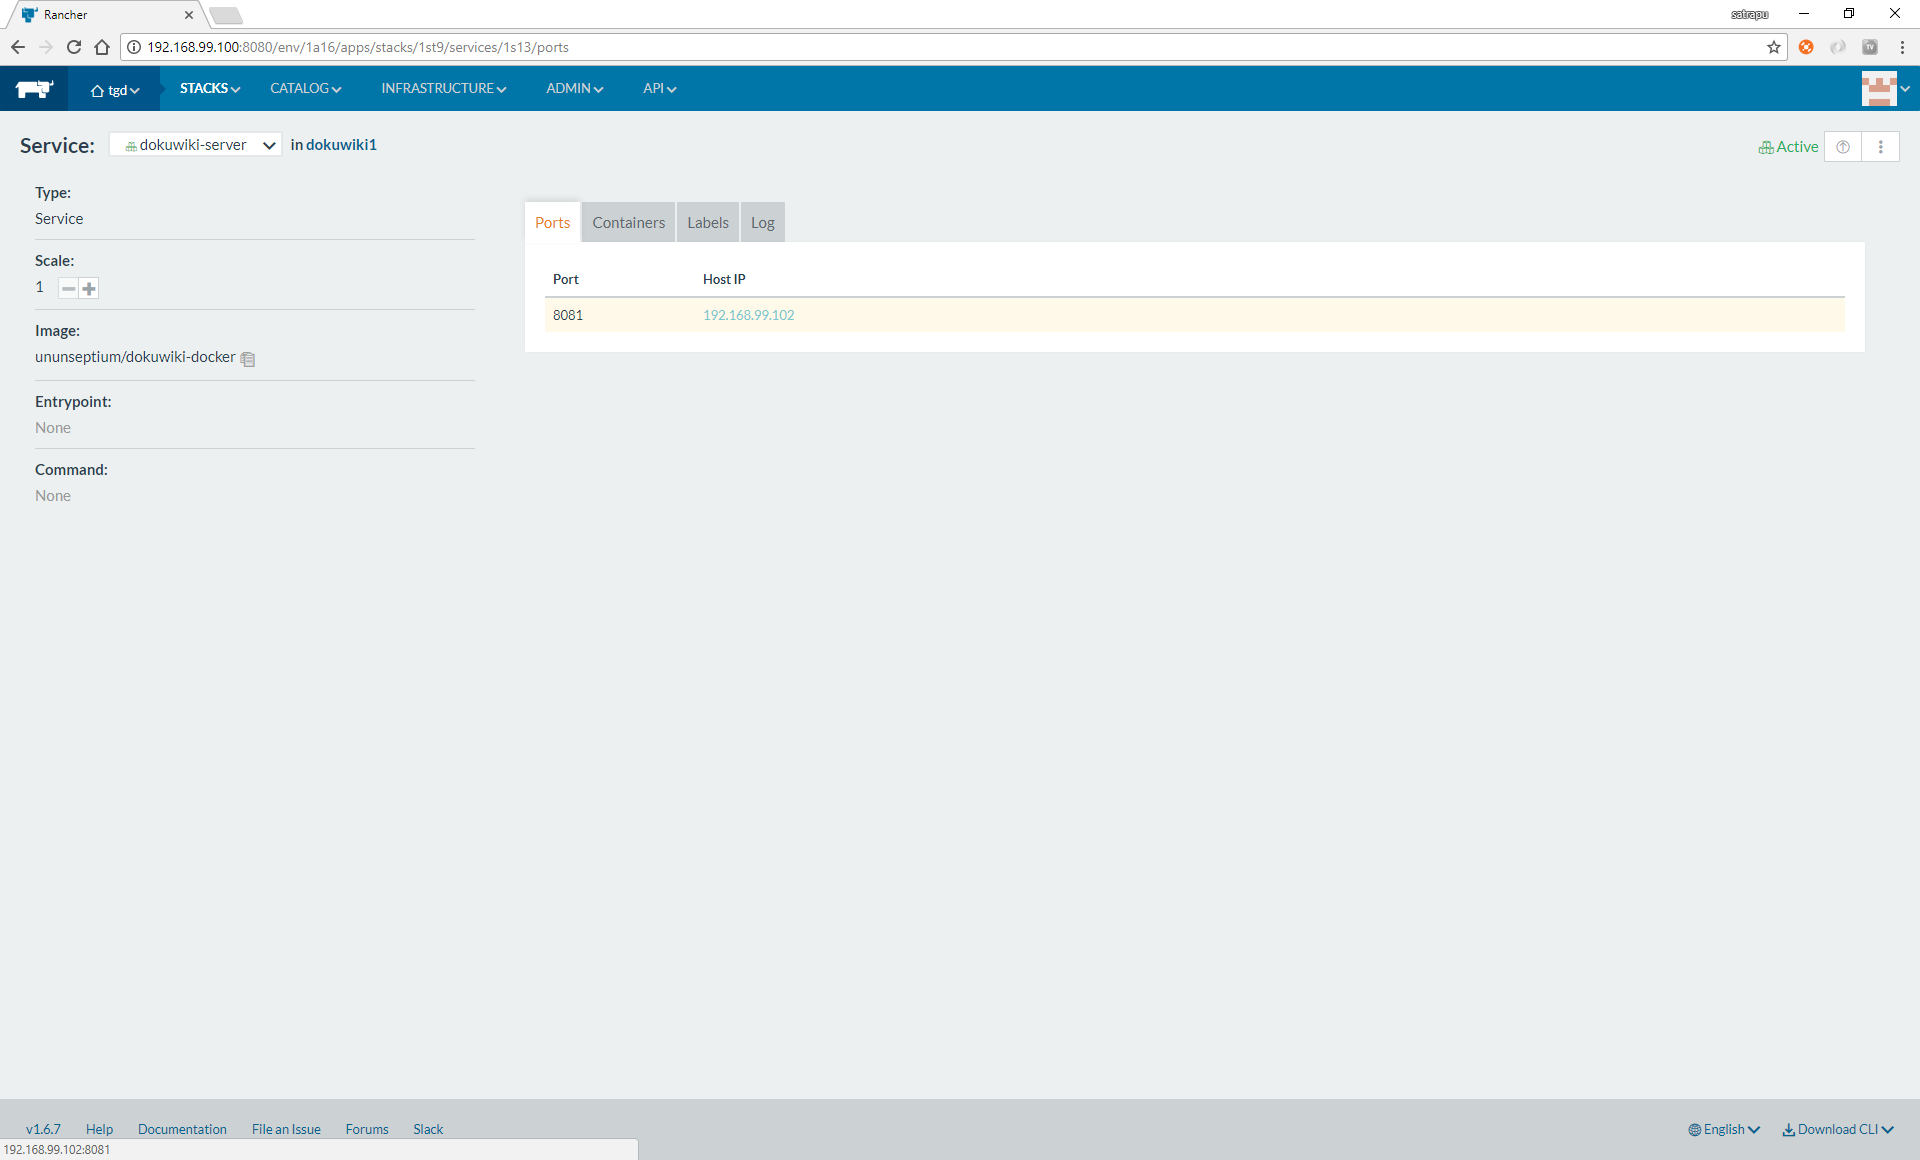 Rancher
satrapu
192.168.99.100:8080/env/1a16/apps/stacks/1st9/services/1s13/ports
TV
tgd STACKS CATALOG INFRASTRUCTURE ADMIN API
Service: dokuwiki-server in dokuwiki1 Active
Type:
Service
Scale:
1
Image:
ununseptium/dokuwiki-docker
Entrypoint:
None
Command:
None
Ports Containers Labels Log
Port Host IP
8081 192.168.99.102
v1.6.7 Help Documentation File an Issue Forums Slack English Download CLI
192.168.99.102:8081